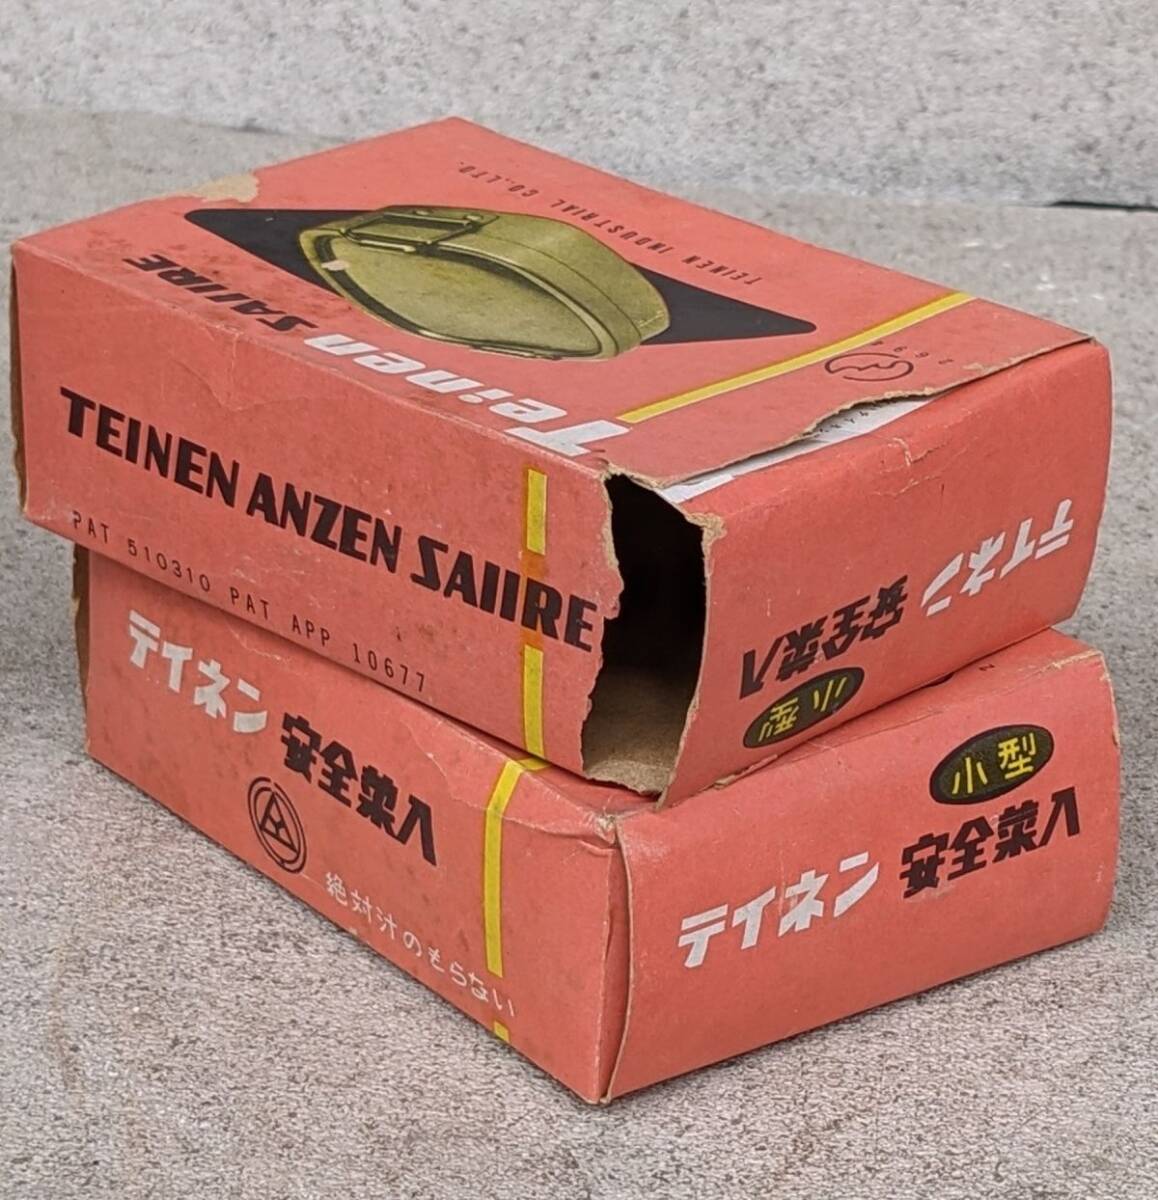 TEINEN INDUSTRIAL CO., LTD.
Teinen SAIIRE
2694
TEINEN ANZEN SAIIRE
PAT 510310 PAT APP 10677
テイネン 安全菜入
小型
テイネン 安全菜入
絶対汁のもらない
小型
テイネン 安全菜入